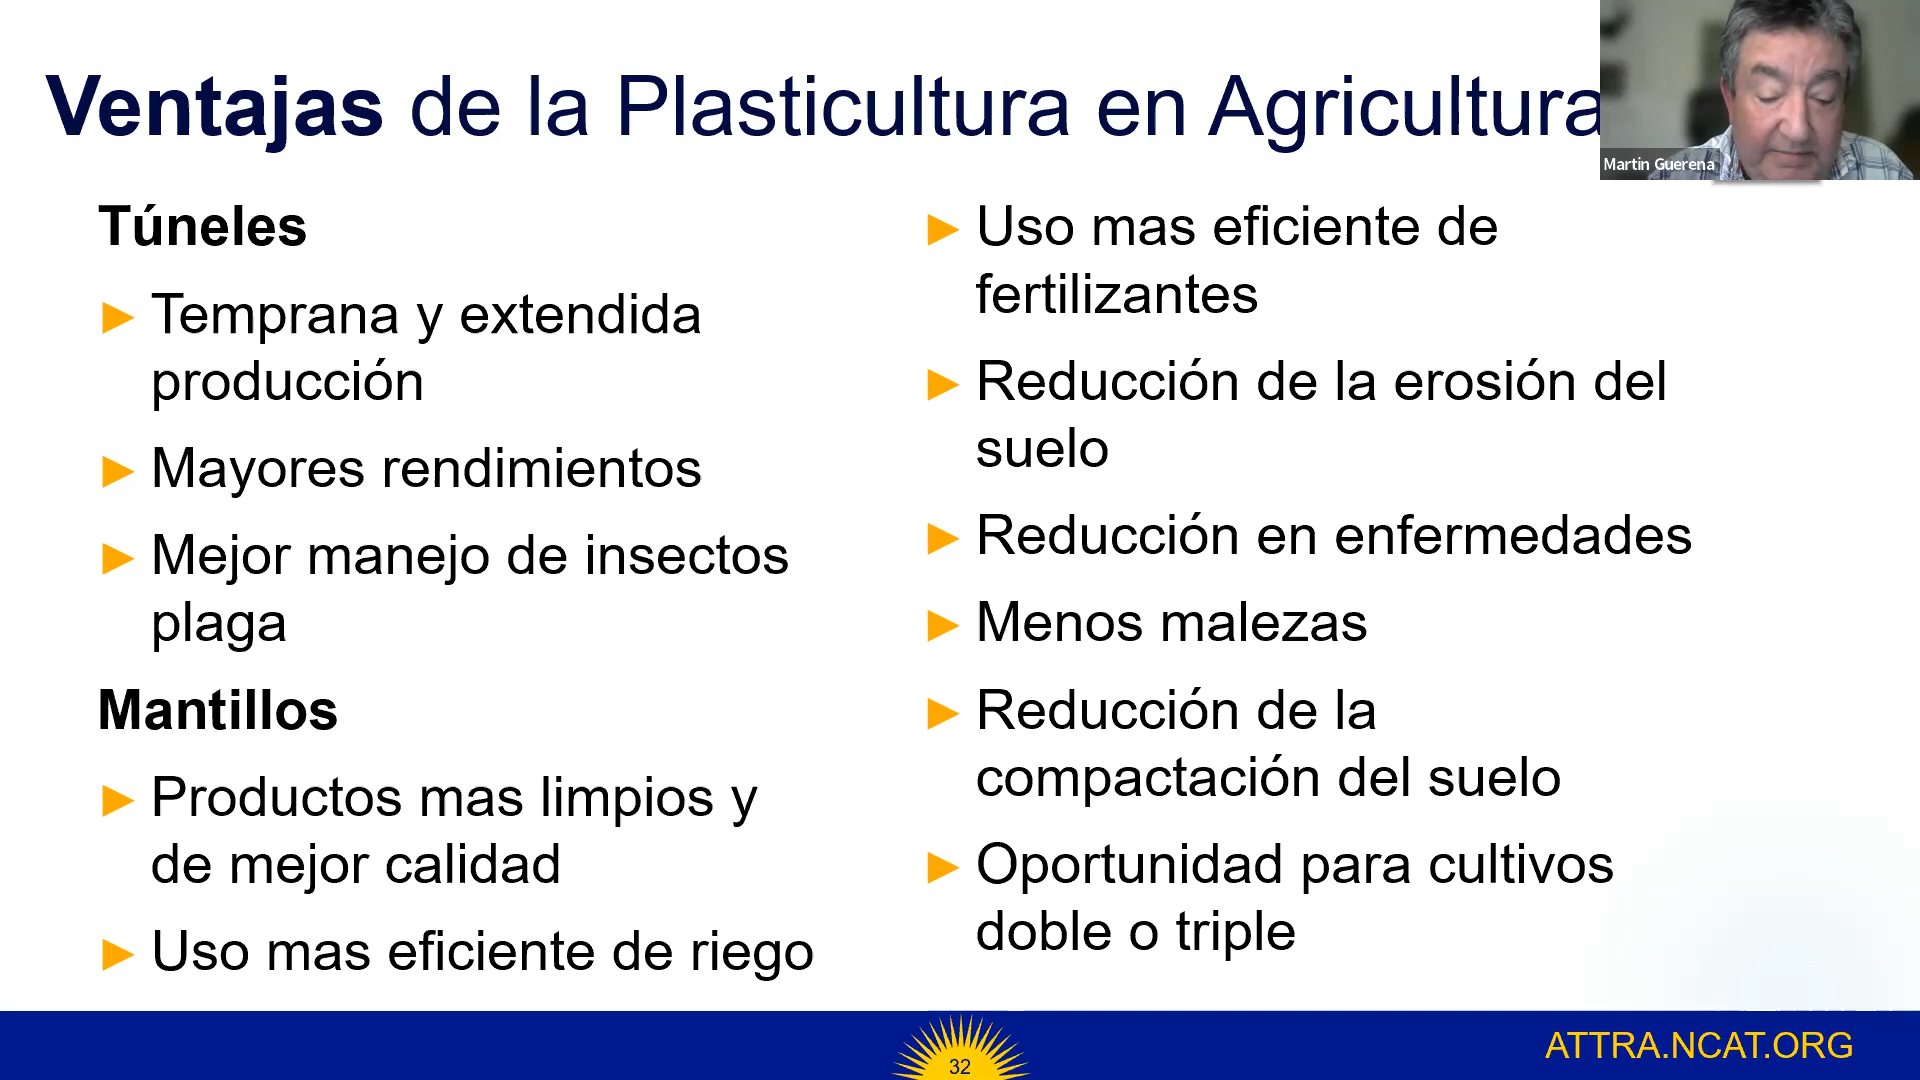 Ventajas de la Plasticultura en Agricultura
Martin Guerena
Túneles
► Temprana y extendida
producción
► Mayores rendimientos
► Mejor manejo de insectos
plaga
Mantillos
► Productos mas limpios y
de mejor calidad
► Uso mas eficiente de riego
► Uso mas eficiente de
fertilizantes
► Reducción de la erosión del
suelo
► Reducción en enfermedades
► Menos malezas
► Reducción de la
compactación del suelo
► Oportunidad para cultivos
doble o triple
32
ATTRA.NCAT.ORG